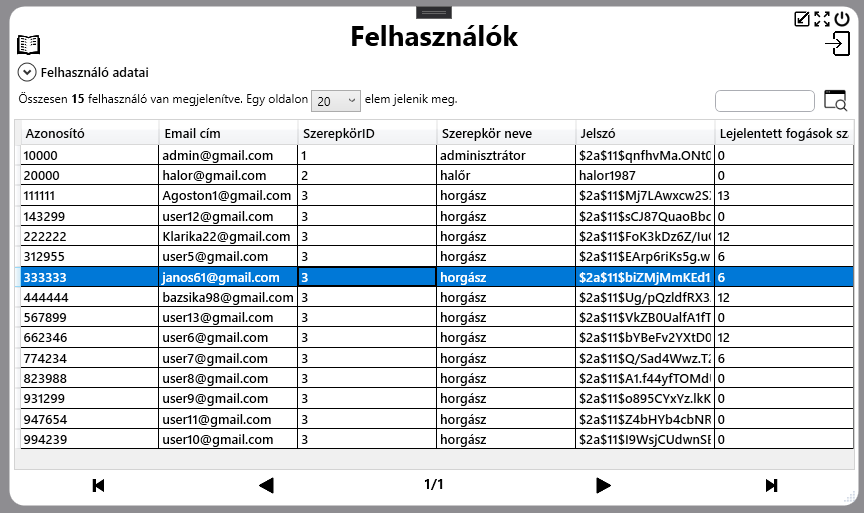 Felhasználók
Felhasználó adatai
Összesen 15 felhasználó van megjelenítve. Egy oldalon 20 elem jelenik meg.
Azonosító Email cím SzerepkörID Szerepkör neve Jelszó Lejelentett fogások sz
10000 admin@gmail.com 1 adminisztrátor $2a$11$qnfhvMa.ONt0 0
20000 halor@gmail.com 2 halőr halor1987 0
111111 Agoston1@gmail.com 3 horgász $2a$11$Mj7LAwxcw2S 13
143299 user12@gmail.com 3 horgász $2a$11$sCJ87QuaoBbc 0
222222 Klarika22@gmail.com 3 horgász $2a$11$FoK3kDz6Z/Iu 12
312955 user5@gmail.com 3 horgász $2a$11$EArp6riKs5g.w 6
333333 janos61@gmail.com 3 horgász $2a$11$biZMjMmKEd1 6
444444 bazsika98@gmail.com 3 horgász $2a$11$Ug/pQzldfRX3 12
567899 user13@gmail.com 3 horgász $2a$11$VkZB0UalfA1fT 0
662346 user6@gmail.com 3 horgász $2a$11$bYBeFv2YXtD0 12
774234 user7@gmail.com 3 horgász $2a$11$Q/Sad4Wwz.T 6
823988 user8@gmail.com 3 horgász $2a$11$A1.f44yfTOMd 0
931299 user9@gmail.com 3 horgász $2a$11$o895CYxYz.lkK 0
947654 user11@gmail.com 3 horgász $2a$11$Z4bHYb4cbNR 0
994239 user10@gmail.com 3 horgász $2a$11$I9WsjCUdwnSE 0
1/1